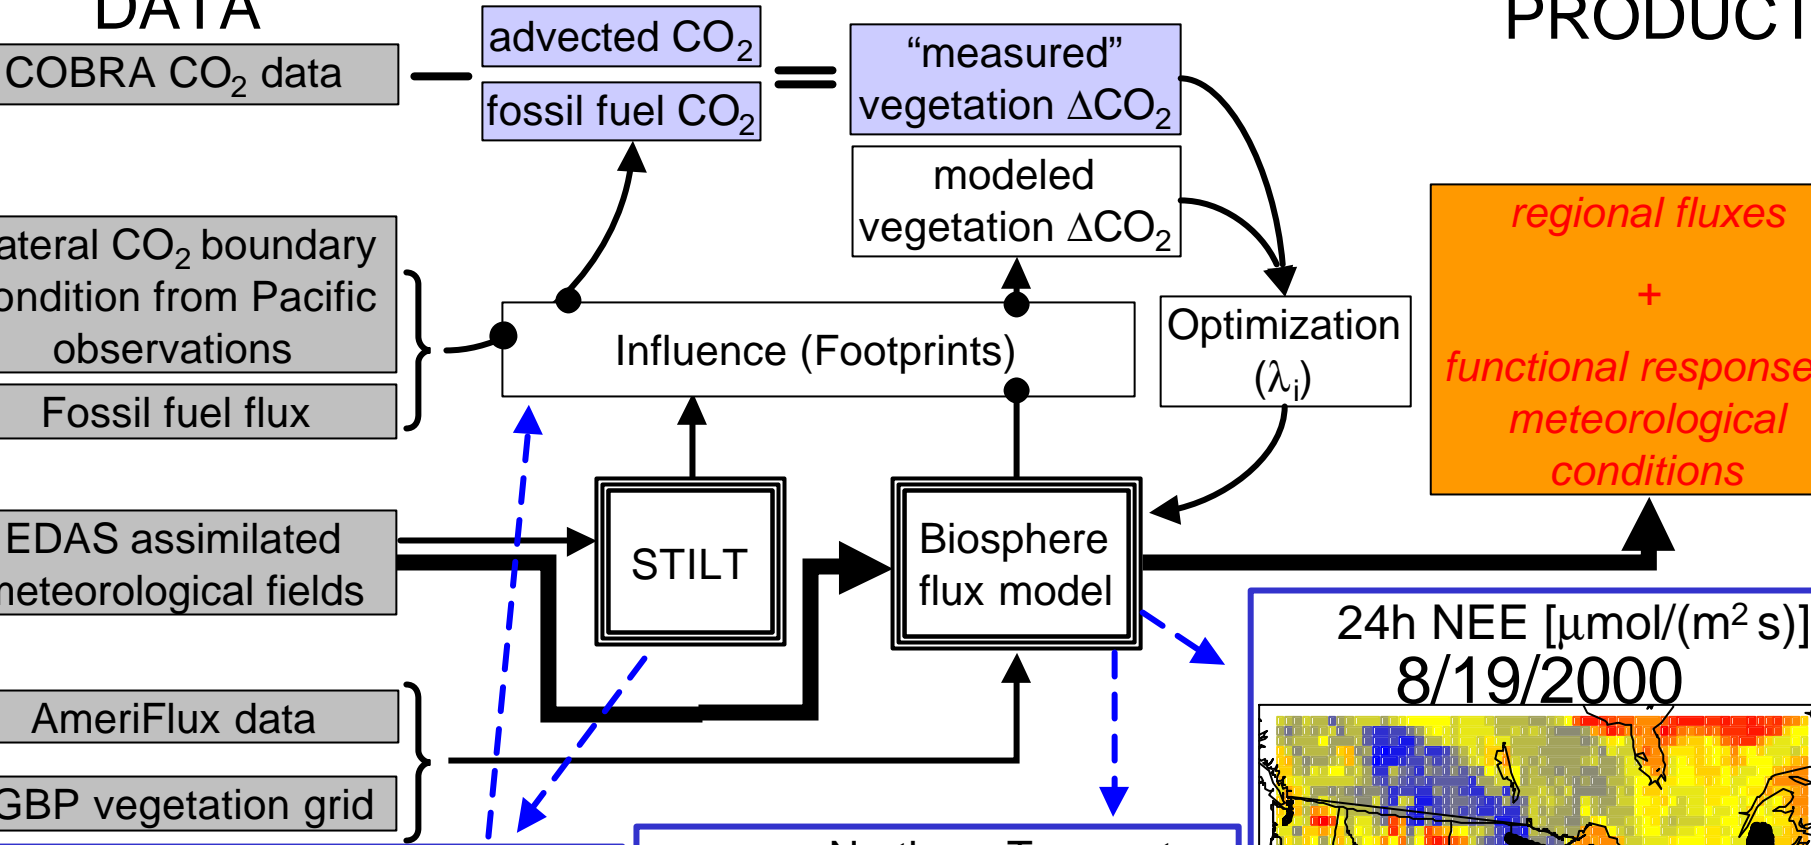 DATA
PRODUCT
COBRA CO2 data
advected CO2
fossil fuel CO2
“measured”
vegetation ΔCO2
modeled
vegetation ΔCO2
ateral CO2 boundary
ondition from Pacific
observations
Fossil fuel flux
Influence (Footprints)
Optimization
(λi)
regional fluxes
+
functional response
meteorological
conditions
EDAS assimilated
meteorological fields
STILT
Biosphere
flux model
AmeriFlux data
GBP vegetation grid
24h NEE [μmol/(m2 s)]
8/19/2000